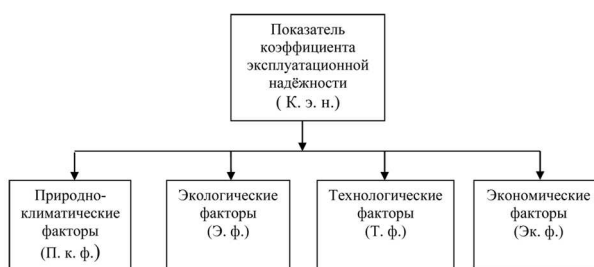 Показатель
коэффициента
эксплуатационной
надёжности
( К. э. н.)
Природно-
климатические
факторы
(П. к. ф.)
Экологические
факторы
(Э. ф.)
Технологические
факторы
(Т. ф.)
Экономические
факторы
(Эк. ф.)